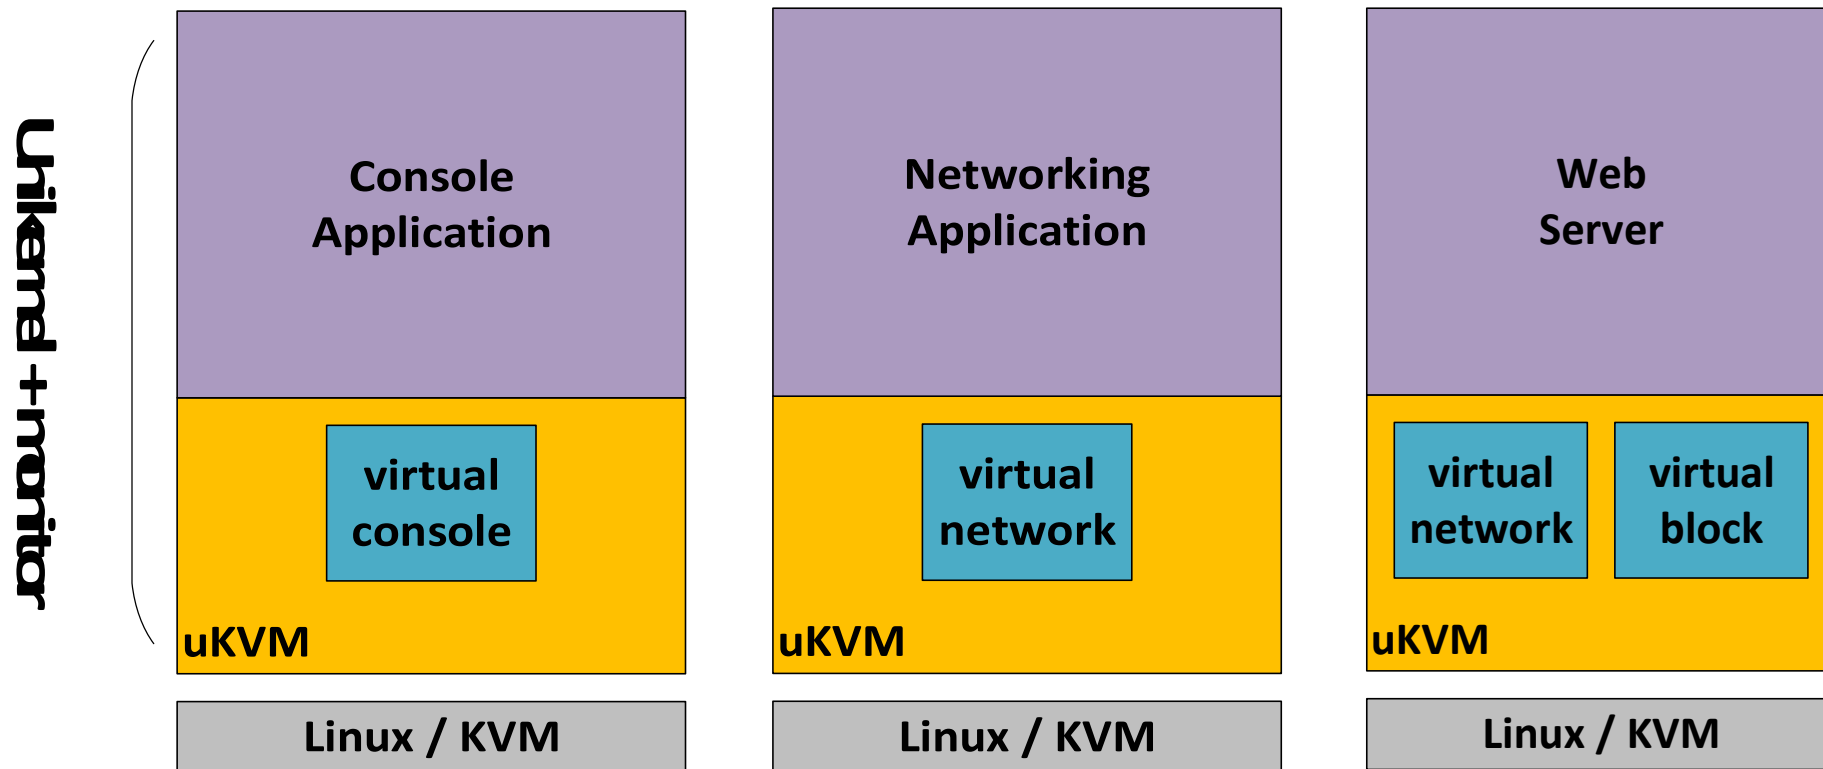 Unikernel + monitor
Console
Application
virtual
console
uKVM
Linux / KVM
Networking
Application
virtual
network
uKVM
Linux / KVM
Web
Server
virtual
network
virtual
block
uKVM
Linux / KVM